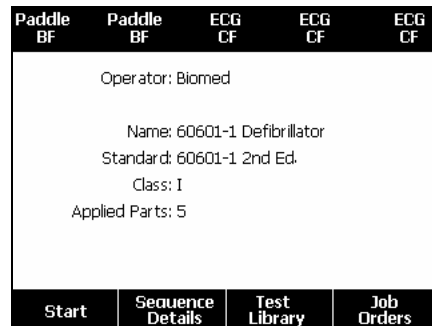 Paddle BF Paddle BF ECG CF ECG CF ECG CF
Operator: Biomed
Name: 60601-1 Defibrillator
Standard: 60601-1 2nd Ed.
Class: I
Applied Parts: 5
Start Sequence Details Test Library Job Orders